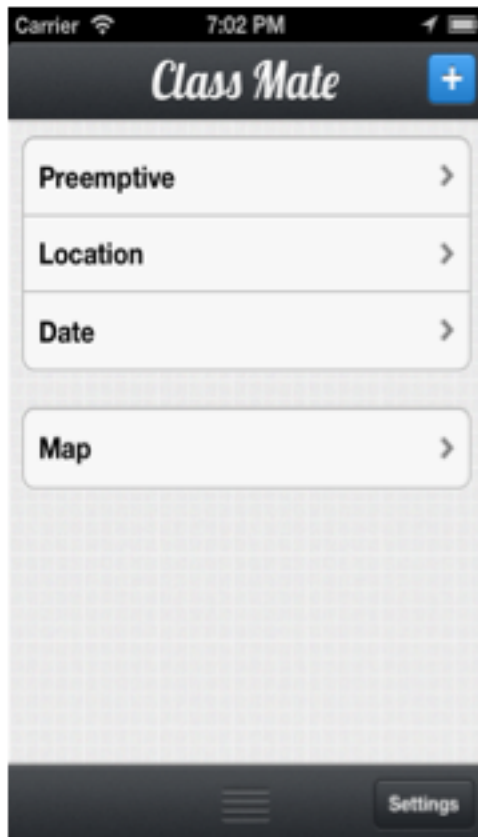 Carrier 7:02 PM
Class Mate +
Preemptive
Location
Date
Map
Settings